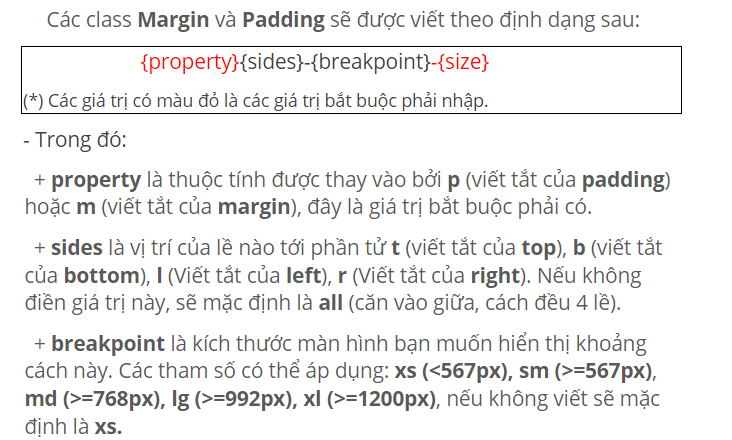 Các class Margin và Padding sẽ được viết theo định dạng sau:
{property}{sides}-{breakpoint}-{size}
(*) Các giá trị có màu đỏ là các giá trị bắt buộc phải nhập.
- Trong đó:
+ property là thuộc tính được thay vào bởi p (viết tắt của padding)
hoặc m (viết tắt của margin), đây là giá trị bắt buộc phải có.
+ sides là vị trí của lề nào tới phần tử t (viết tắt của top), b (viết tắt
của bottom), l (Viết tắt của left), r (Viết tắt của right). Nếu không
điền giá trị này, sẽ mặc định là all (căn vào giữa, cách đều 4 lề).
+ breakpoint là kích thước màn hình bạn muốn hiển thị khoảng
cách này. Các tham số có thể áp dụng: xs (<567px), sm (>=567px),
md (>=768px), lg (>=992px), xl (>=1200px), nếu không viết sẽ mặc
định là xs.